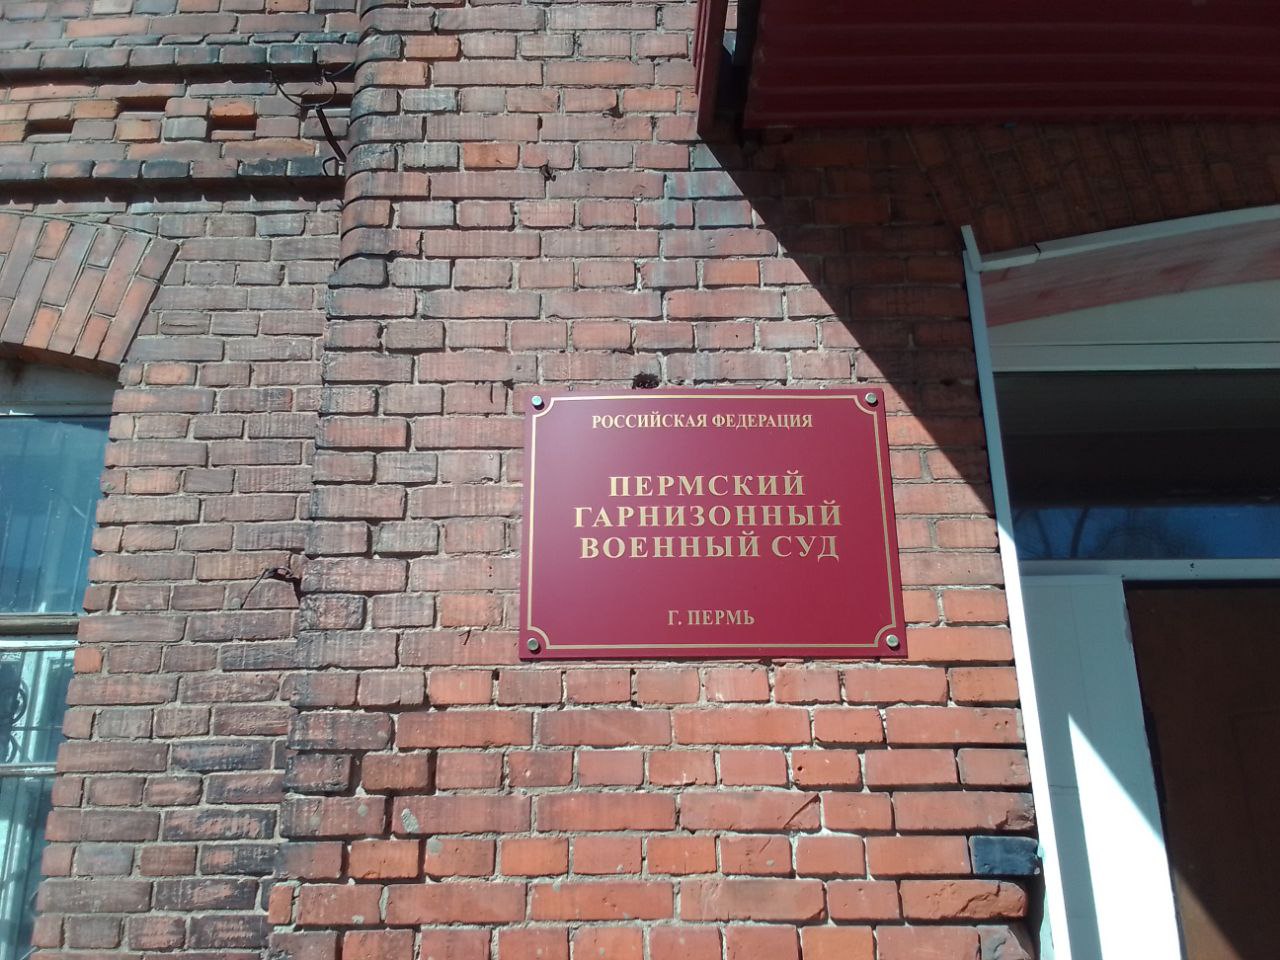 РОССИЙСКАЯ ФЕДЕРАЦИЯ
ПЕРМСКИЙ
ГАРНИЗОННЫЙ
ВОЕННЫЙ СУД
Г. ПЕРМЬ